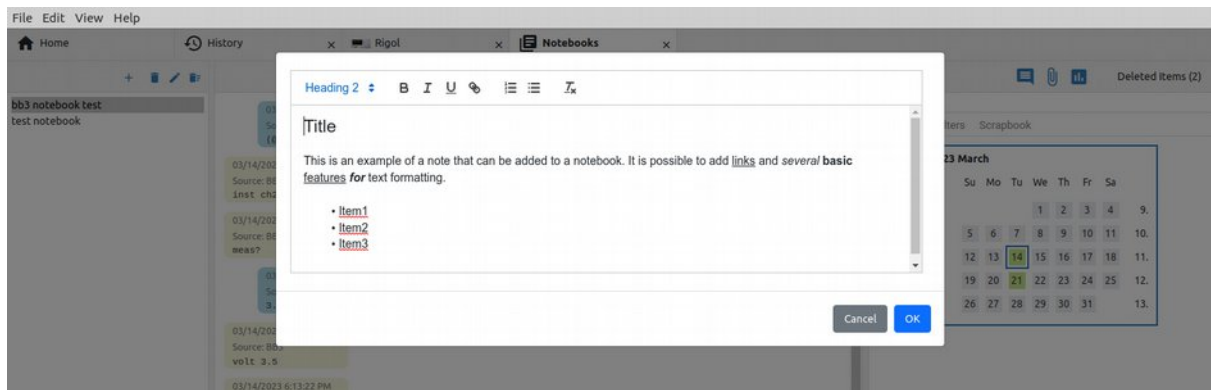 File Edit View Help
Home History x Rigol x Notebooks x
Deleted Items (2)
bb3 notebook test
test notebook
Heading 2 B I U Tx
Title
This is an example of a note that can be added to a notebook. It is possible to add links and several basic
features for text formatting.
• Item1
• Item2
• Item3
Cancel OK
03/14/202
Source: BB
inst ch2
03/14/202
Source: BB
meas?
3.
03/14/202
Source: BB3
volt 3.5
03/14/2023 6:13:22 PM
lters Scrapbook
23 March
Su Mo Tu We Th Fr Sa
1 2 3 4 9.
5 6 7 8 9 10 11 10.
12 13 14 15 16 17 18 11.
19 20 21 22 23 24 25 12.
26 27 28 29 30 31 13.